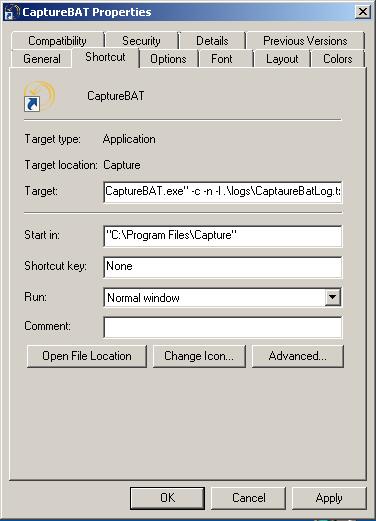 CaptureBAT Properties
Compatibility Security Details Previous Versions
General Shortcut Options Font Layout Colors
CaptureBAT
Target type: Application
Target location: Capture
Target: CaptureBAT.exe" -c -n -l .\logs\CaptaureBatLog.tx
Start in: "C:\Program Files\Capture"
Shortcut key: None
Run: Normal window
Comment:
Open File Location Change Icon... Advanced...
OK Cancel Apply